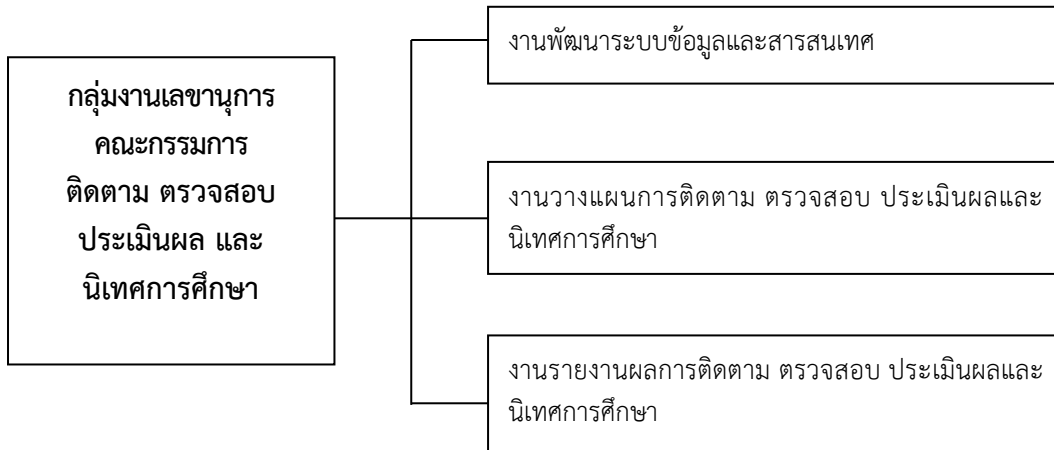 กลุ่มงานเลขานุการ
คณะกรรมการ
ติดตาม ตรวจสอบ
ประเมินผล และ
นิเทศการศึกษา
งานพัฒนาระบบข้อมูลและสารสนเทศ
งานวางแผนการติดตาม ตรวจสอบ ประเมินผลและ
นิเทศการศึกษา
งานรายงานผลการติดตาม ตรวจสอบ ประเมินผลและ
นิเทศการศึกษา